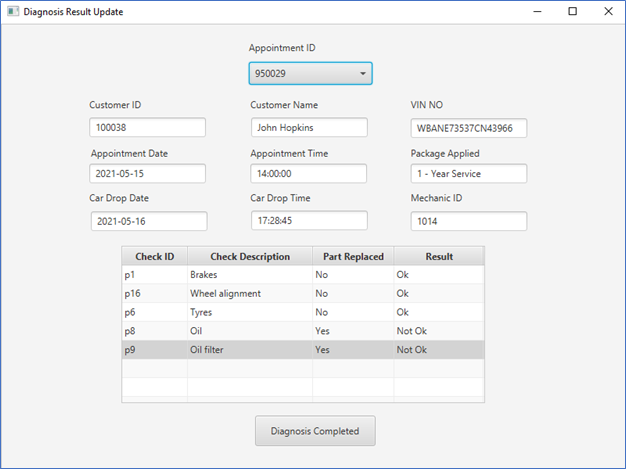 Diagnosis Result Update
Appointment ID
950029
Customer ID Customer Name VIN NO
100038 John Hopkins WBANE73537CN43966
Appointment Date Appointment Time Package Applied
2021-05-15 14:00:00 1 - Year Service
Car Drop Date Car Drop Time Mechanic ID
2021-05-16 17:28:45 1014
Check ID Check Description Part Replaced Result
p1 Brakes No Ok
p16 Wheel alignment No Ok
p6 Tyres No Ok
p8 Oil Yes Not Ok
p9 Oil filter Yes Not Ok
Diagnosis Completed